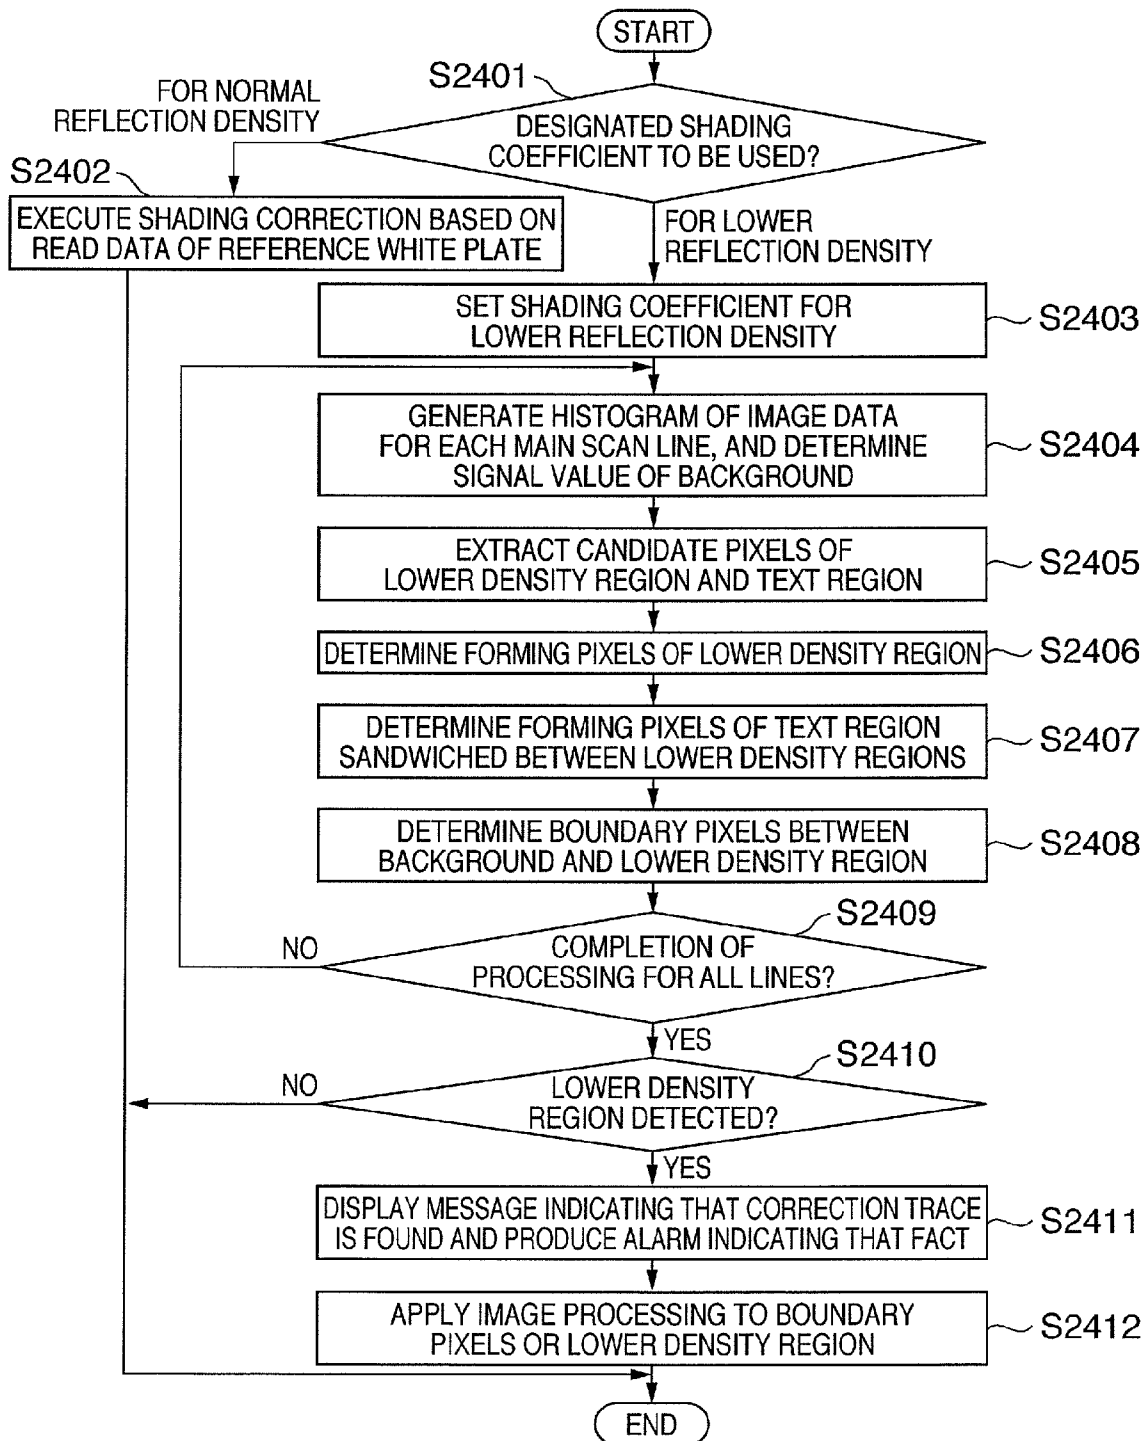 START
S2401
FOR NORMAL
REFLECTION DENSITY
DESIGNATED SHADING
COEFFICIENT TO BE USED?
S2402
EXECUTE SHADING CORRECTION BASED ON
READ DATA OF REFERENCE WHITE PLATE
FOR LOWER
REFLECTION DENSITY
SET SHADING COEFFICIENT FOR
LOWER REFLECTION DENSITY
S2403
GENERATE HISTOGRAM OF IMAGE DATA
FOR EACH MAIN SCAN LINE, AND DETERMINE
SIGNAL VALUE OF BACKGROUND
S2404
EXTRACT CANDIDATE PIXELS OF
LOWER DENSITY REGION AND TEXT REGION
S2405
DETERMINE FORMING PIXELS OF LOWER DENSITY REGION
S2406
DETERMINE FORMING PIXELS OF TEXT REGION
SANDWICHED BETWEEN LOWER DENSITY REGIONS
S2407
DETERMINE BOUNDARY PIXELS BETWEEN
BACKGROUND AND LOWER DENSITY REGION
S2408
S2409
NO
COMPLETION OF
PROCESSING FOR ALL LINES?
YES
S2410
NO
LOWER DENSITY
REGION DETECTED?
YES
DISPLAY MESSAGE INDICATING THAT CORRECTION TRACE
IS FOUND AND PRODUCE ALARM INDICATING THAT FACT
S2411
APPLY IMAGE PROCESSING TO BOUNDARY
PIXELS OR LOWER DENSITY REGION
S2412
END